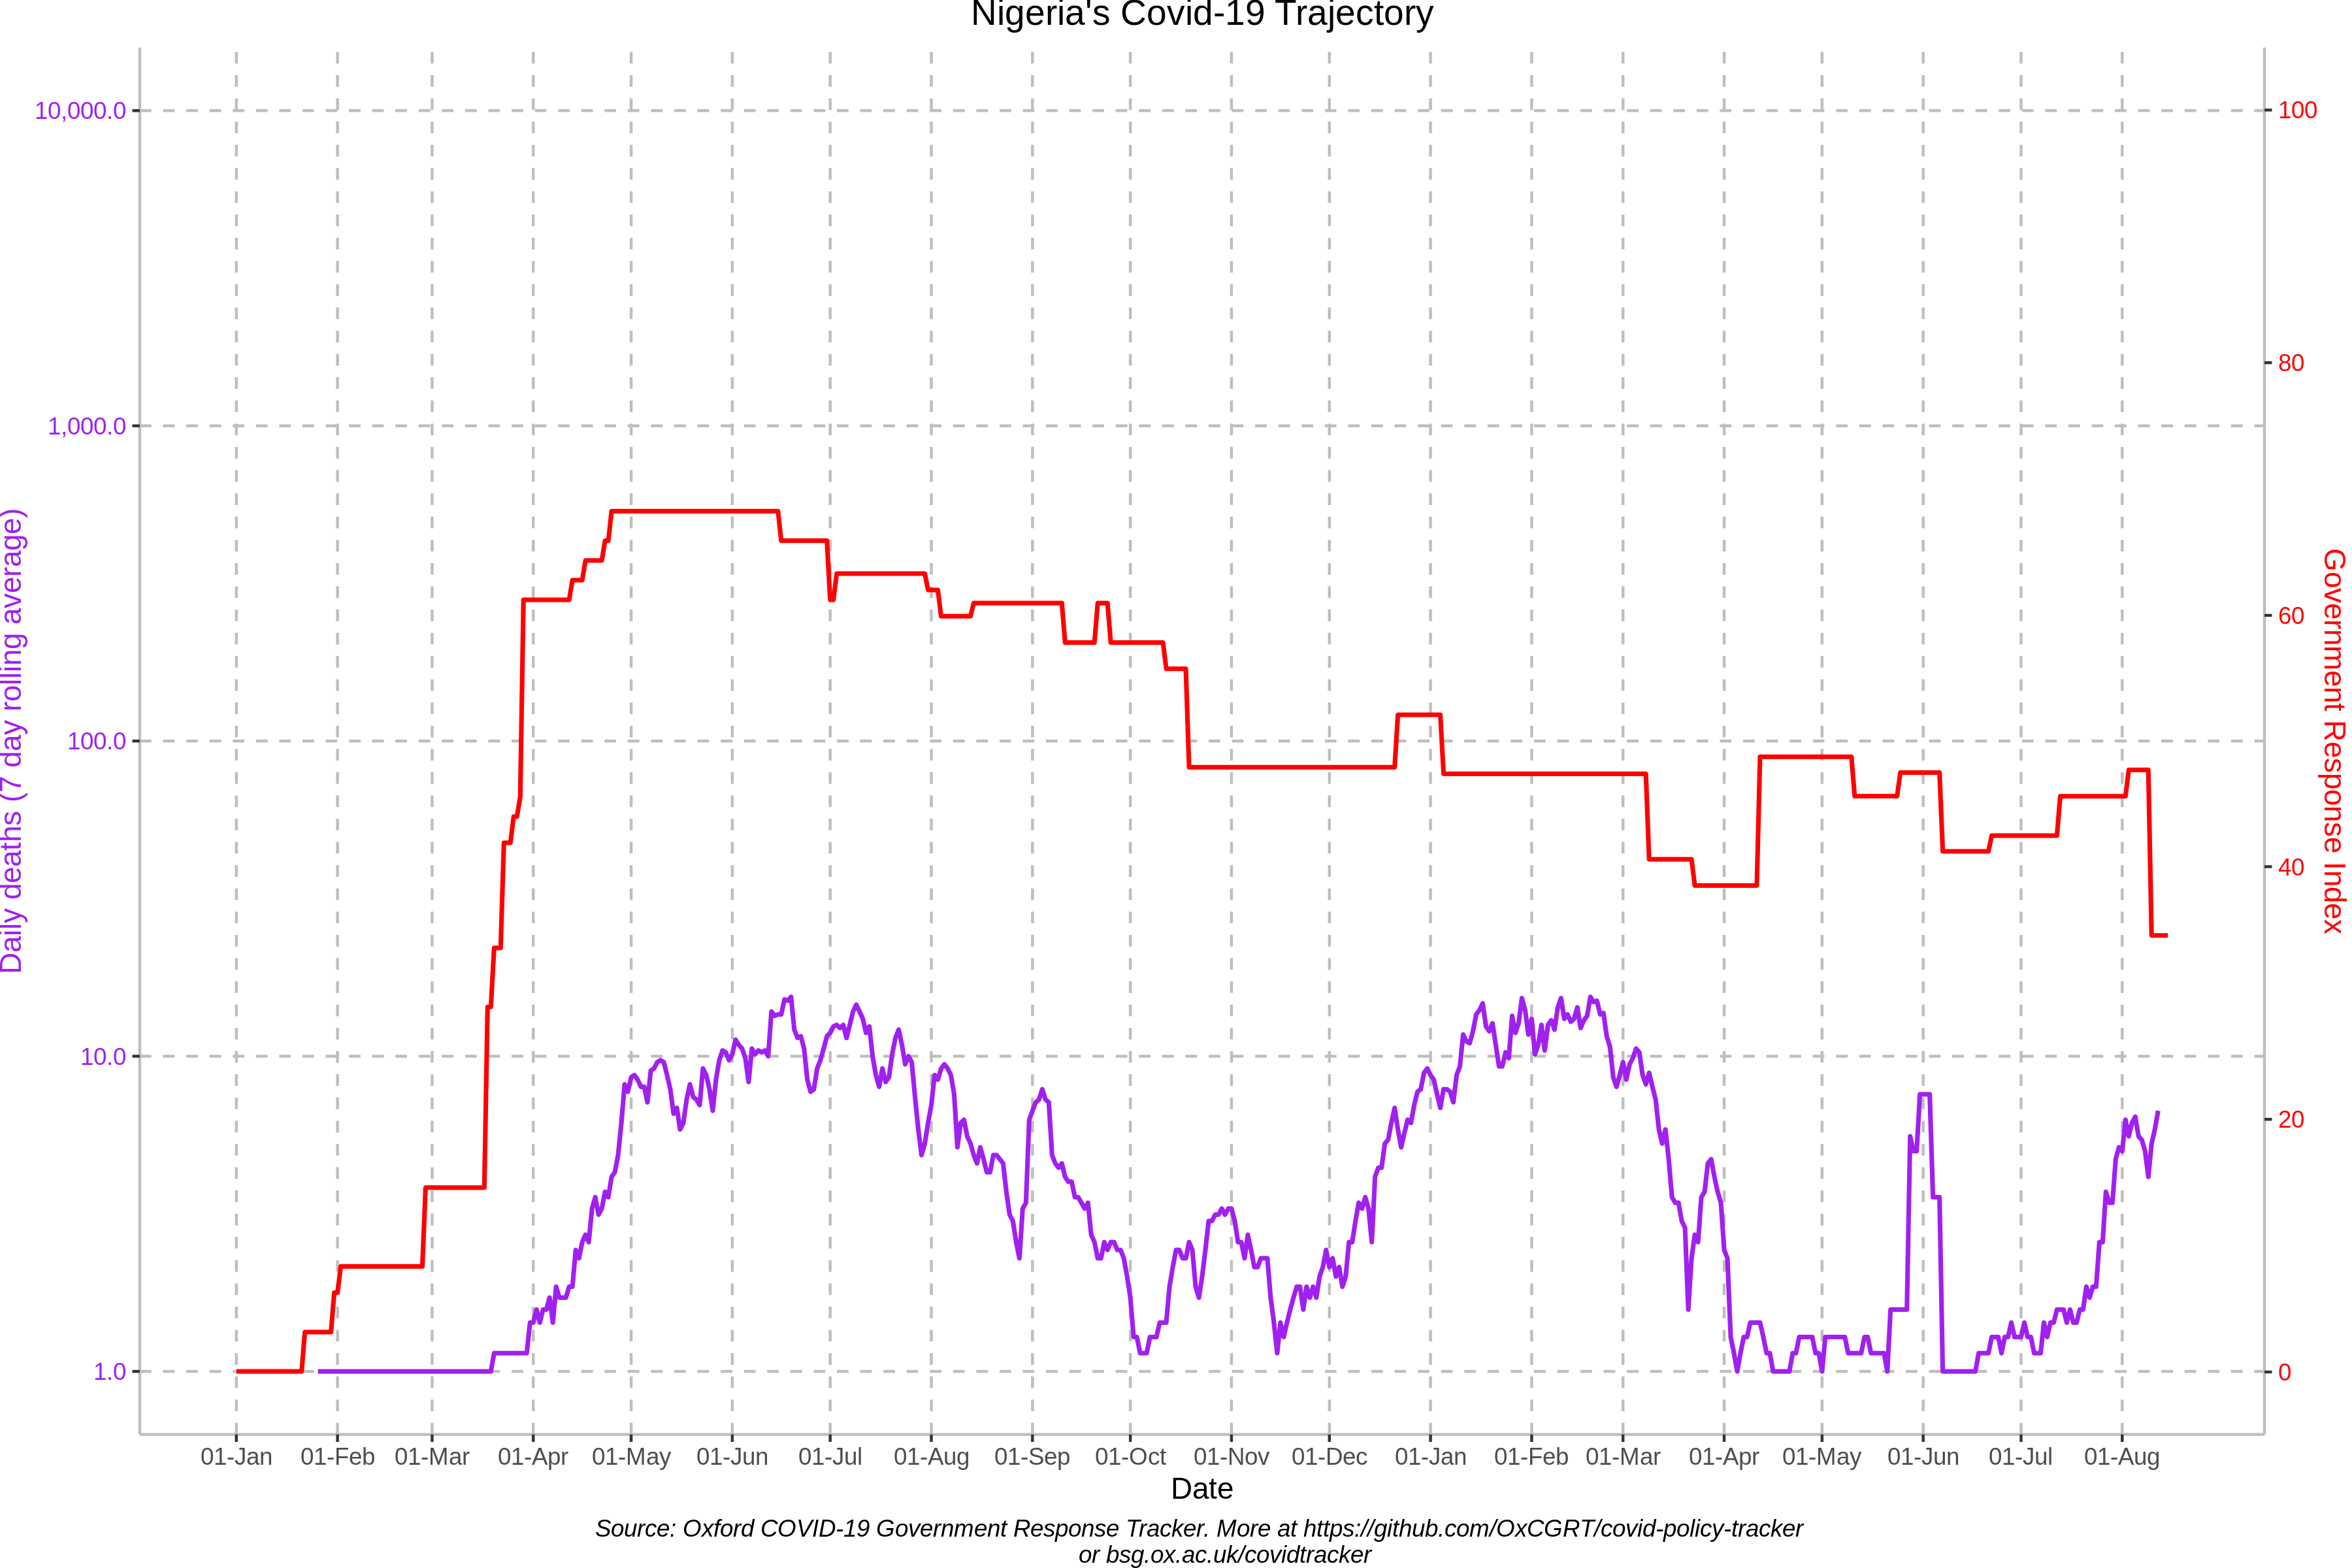 Nigeria's Covid-19 Trajectory
10,000.0
1,000.0
100.0
10.0
1.0
Daily deaths (7 day rolling average)
100
80
60
40
20
0
Government Response Index
01-Jan 01-Feb 01-Mar 01-Apr 01-May 01-Jun 01-Jul 01-Aug 01-Sep 01-Oct 01-Nov 01-Dec 01-Jan 01-Feb 01-Mar 01-Apr 01-May 01-Jun 01-Jul 01-Aug
Date
Source: Oxford COVID-19 Government Response Tracker. More at https://github.com/OxCGRT/covid-policy-tracker
or bsg.ox.ac.uk/covidtracker